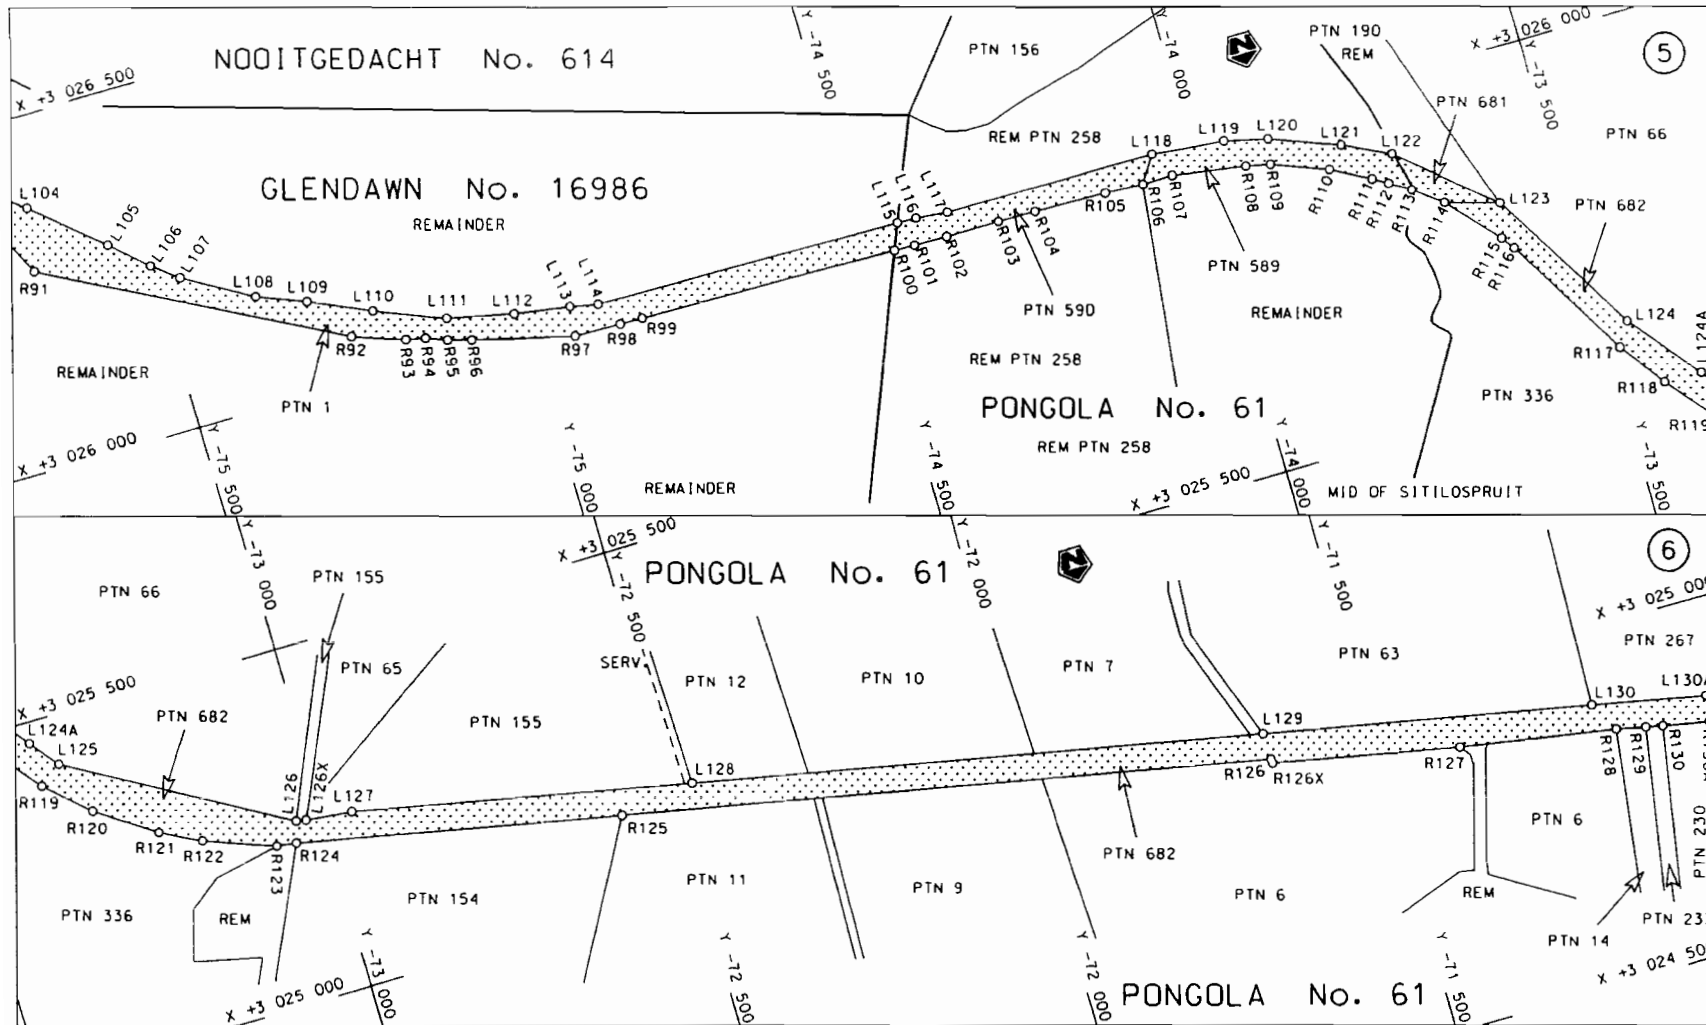 NOOITGEDACHT No. 614
PTN 156
PTN 190
REM
X +3 026 000
5
X +3 026 500
Y -74 500
Y -74 000
Y -73 500
PTN 681
PTN 66
REM PTN 258
L118
L119
L120
L121
L122
GLENDAWN No. 16986
REMAINDER
L104
L105
L106
L107
L108
L109
L110
L111
L112
L113
L114
L115
L116
L117
L123
PTN 682
L124
L124A
R91
R92
R93
R94
R95
R96
R97
R98
R99
R100
R101
R102
R103
R104
R105
R106
R107
R108
R109
R110
R111
R112
R113
R114
R115
R116
R117
R118
R119
PTN 589
PTN 590
REMAINDER
REM PTN 258
REMAINDER
PTN 1
PTN 336
PONGOLA No. 61
REM PTN 258
X +3 026 000
Y -75 500
Y -75 000
REMAINDER
Y -74 500
X +3 025 500
Y -74 000
MID OF SITILOSPRUIT
Y -73 500
PTN 66
Y -73 000
PTN 155
X +3 025 500
PONGOLA No. 61
Y -72 500
Y -72 000
Y -71 500
6
X +3 025 000
PTN 267
SERV.
PTN 65
PTN 12
PTN 10
PTN 7
PTN 63
X +3 025 500
PTN 682
PTN 155
L124A
L125
L126
L126X
L127
L128
L129
L130
L130A
R119
R120
R121
R122
R123
R124
R125
R126
R126X
R127
R128
R129
R130
PTN 336
REM
PTN 154
PTN 11
PTN 9
PTN 682
PTN 6
REM
PTN 6
PTN 14
PTN 230
X +3 025 000
Y -73 000
Y -72 500
Y -72 000
PONGOLA No. 61
Y -71 500